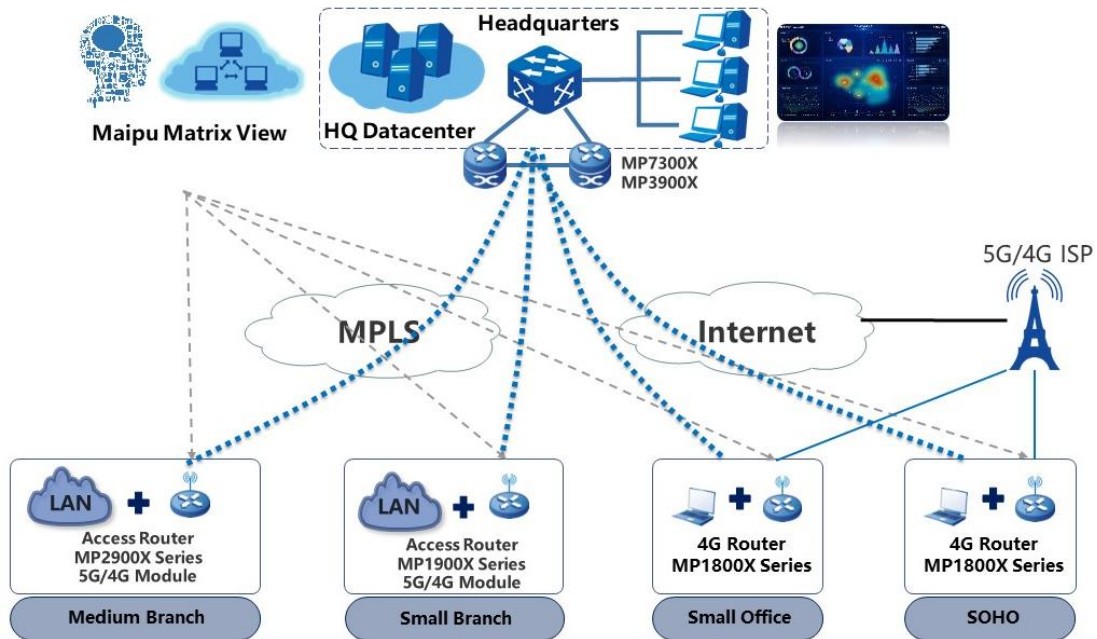 Headquarters
Maipu Matrix View
HQ Datacenter
MP7300X
MP3900X
5G/4G ISP
MPLS
Internet
LAN
Access Router
MP2900X Series
5G/4G Module
Medium Branch
LAN
Access Router
MP1900X Series
5G/4G Module
Small Branch
4G Router
MP1800X Series
Small Office
4G Router
MP1800X Series
SOHO